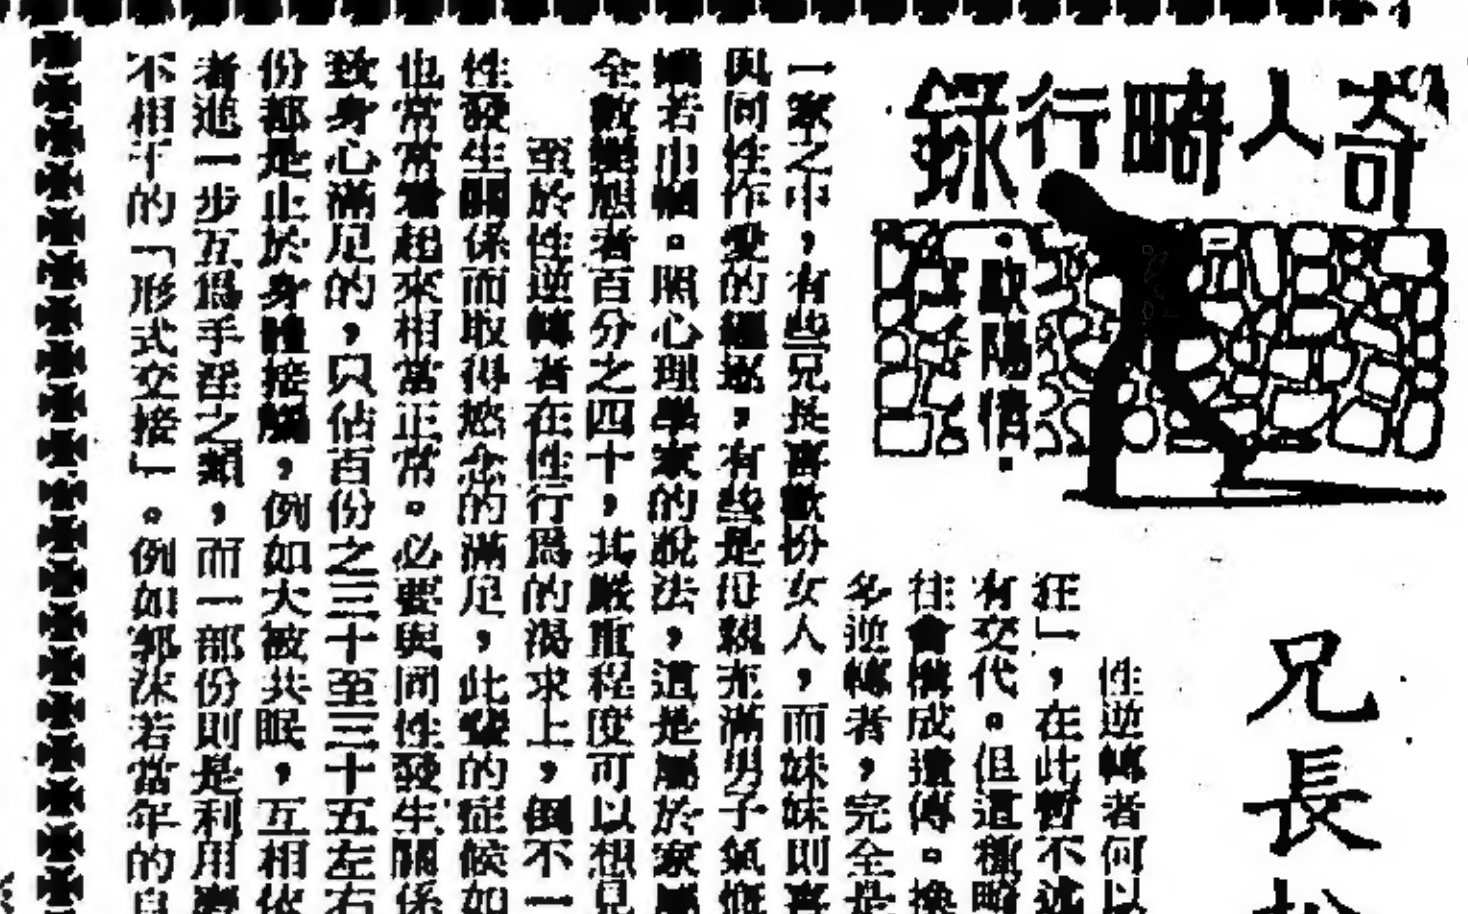 奇人畸行錄
歐陽倩
兄長
性逆轉者何以
狂」，在此暫不述
有交代。但這種畸
往會構成遺傳。換
多逆轉者，完全是
一家之中，有些兄長喜歡扮女人，而妹妹則喜
與同性作愛的，有些是母親充滿男子氣慨
若巾幗。照心理學家的說法，這是屬於家屬
全數變態者百分之四十，其嚴重程度可以想見
至於性逆轉者在性行為的渴求上，倒不一
性發生關係而取得慾念的滿足，此輩的症候如
也常常看起來相當正常。必要與同性發生關係
致身心滿足的，只佔百份之三十至三十五左右
份都是止於身體接觸，例如大被共眠，互相依
者進一步互為手淫之類，而一部份則是利用
不相干的「形式交接」。例如郭沫若當年的自